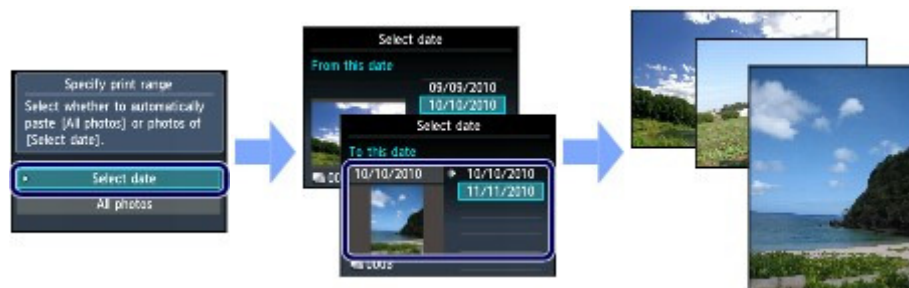 Specify print range
Select whether to automatically
paste [All photos] or photos of
[Select date].
Select date
All photos
Select date
From this date
09/09/2010
10/10/2010
Select date
To this date
10/10/2010
10/10/2010
11/11/2010
0003